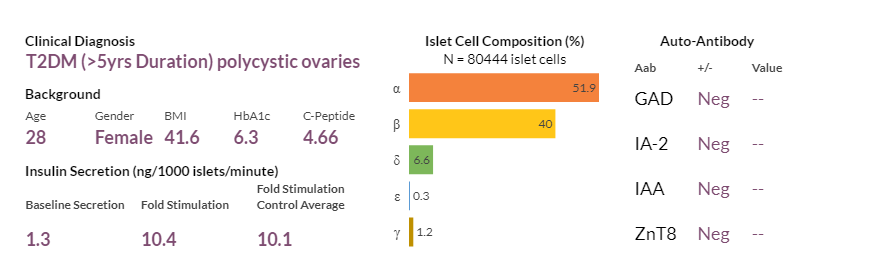 Clinical Diagnosis
T2DM (>5yrs Duration) polycystic ovaries
Background
Age Gender BMI HbA1c C-Peptide
28 Female 41.6 6.3 4.66
Insulin Secretion (ng/1000 islets/minute)
Baseline Secretion Fold Stimulation Fold Stimulation Control Average
1.3 10.4 10.1
Islet Cell Composition (%)
N = 80444 islet cells
α 51.9
β 40
δ 6.6
ε 0.3
γ 1.2
Auto-Antibody
Aab +/- Value
GAD Neg --
IA-2 Neg --
IAA Neg --
ZnT8 Neg --